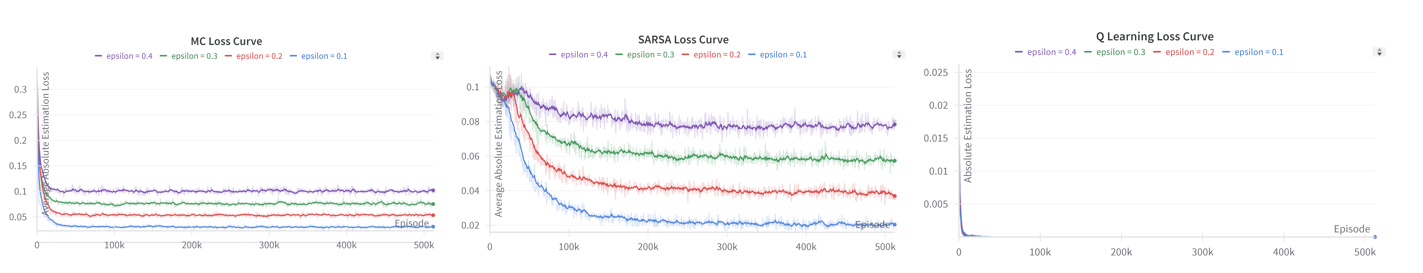 MC Loss Curve
epsilon = 0.4 epsilon = 0.3 epsilon = 0.2 epsilon = 0.1
Average Absolute Estimation Loss
0.3
0.25
0.2
0.15
0.1
0.05
Episode
0 100k 200k 300k 400k 500k
SARSA Loss Curve
epsilon = 0.4 epsilon = 0.3 epsilon = 0.2 epsilon = 0.1
Average Absolute Estimation Loss
0.1
0.08
0.06
0.04
0.02
Episode
0 100k 200k 300k 400k 500k
Q Learning Loss Curve
epsilon = 0.4 epsilon = 0.3 epsilon = 0.2 epsilon = 0.1
Absolute Estimation Loss
0.025
0.02
0.015
0.01
0.005
Episode
0 100k 200k 300k 400k 500k